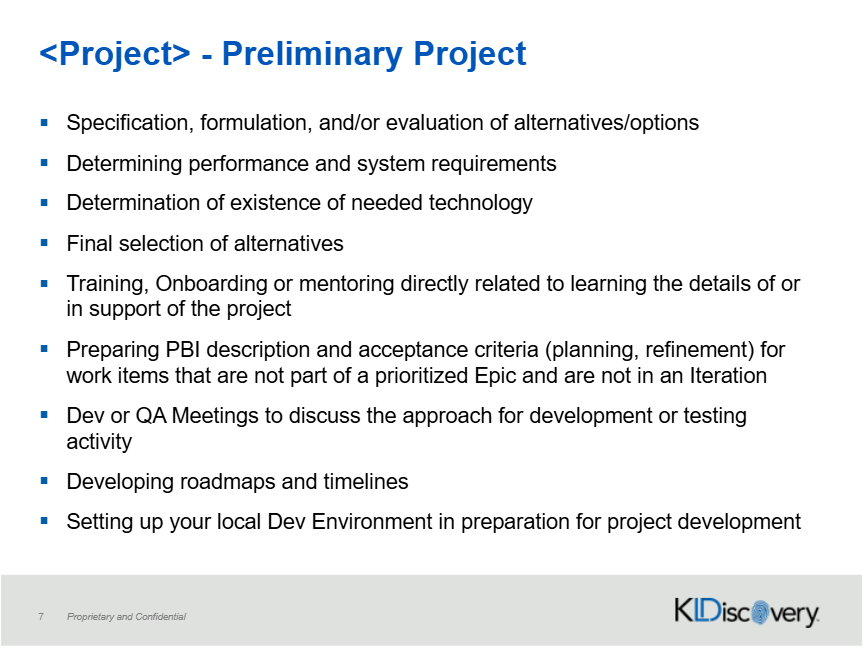 <Project> - Preliminary Project
▪ Specification, formulation, and/or evaluation of alternatives/options
▪ Determining performance and system requirements
▪ Determination of existence of needed technology
▪ Final selection of alternatives
▪ Training, Onboarding or mentoring directly related to learning the details of or
in support of the project
▪ Preparing PBI description and acceptance criteria (planning, refinement) for
work items that are not part of a prioritized Epic and are not in an Iteration
▪ Dev or QA Meetings to discuss the approach for development or testing
activity
▪ Developing roadmaps and timelines
▪ Setting up your local Dev Environment in preparation for project development
7 Proprietary and Confidential
KLDiscovery